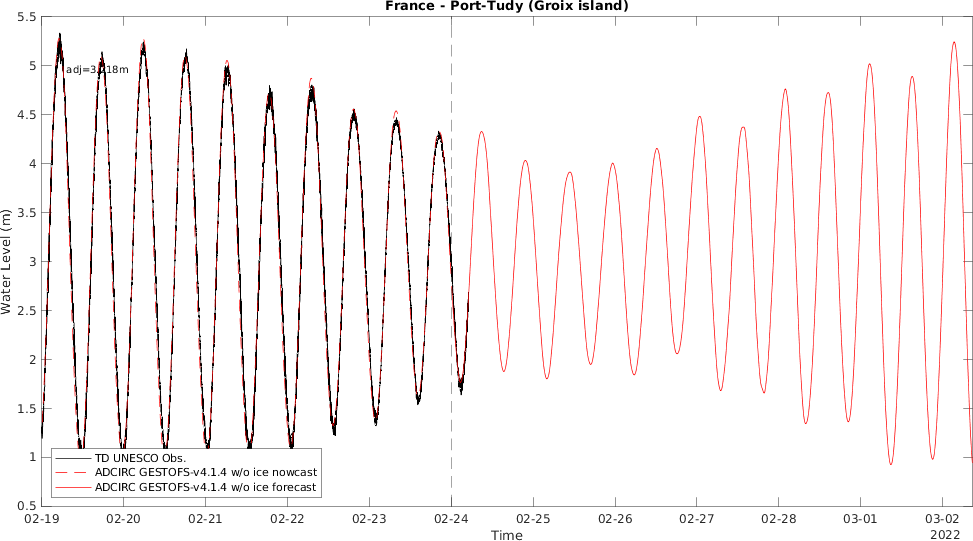 France - Port-Tudy (Groix island)
5.5
5
4.5
4
3.5
3
2.5
2
1.5
1
0.5
Water Level (m)
TD UNESCO Obs.
ADCIRC GESTOFS-v4.1.4 w/o ice nowcast
ADCIRC GESTOFS-v4.1.4 w/o ice forecast
02-19 02-20 02-21 02-22 02-23 02-24 02-25 02-26 02-27 02-28 03-01 03-02
Time
2022